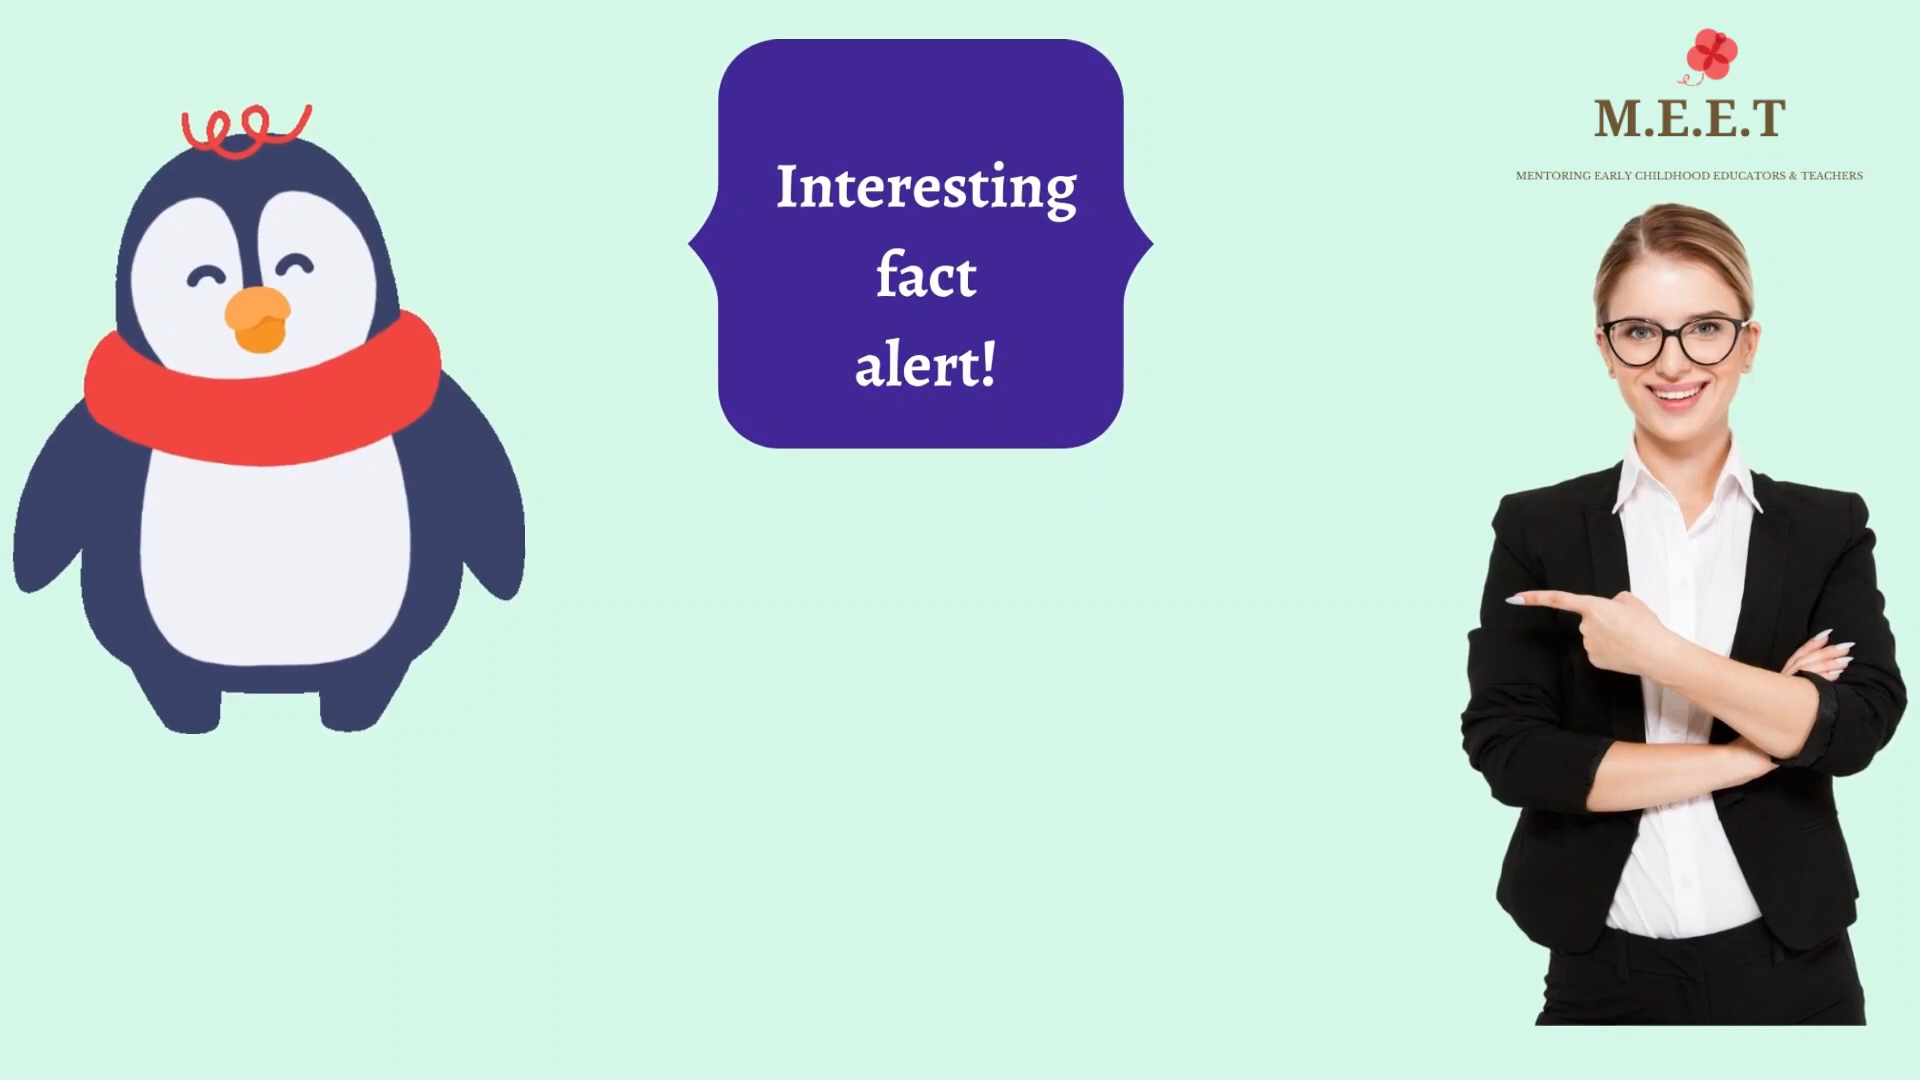 Interesting
fact
alert!
M.E.E.T
MENTORING EARLY CHILDHOOD EDUCATORS & TEACHERS